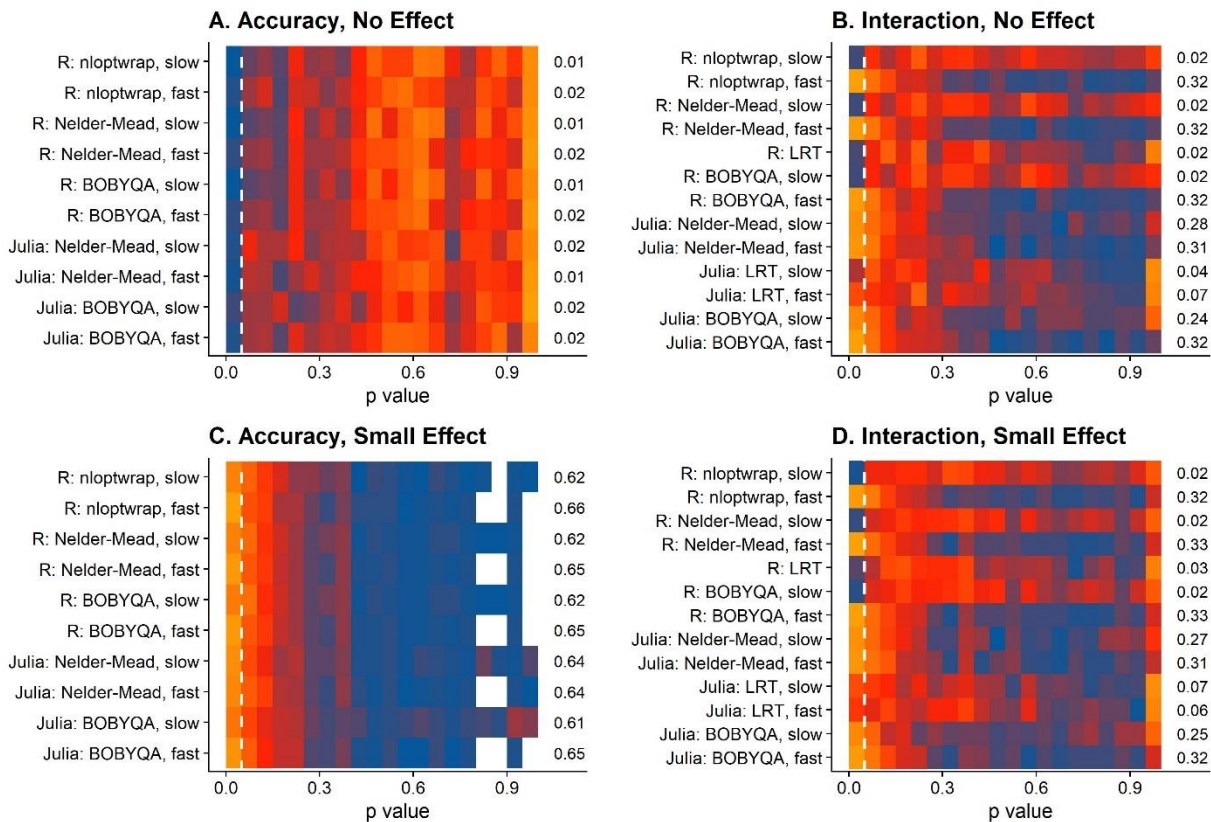 A. Accuracy, No Effect
R: nloptwrap, slow 0.01
R: nloptwrap, fast 0.02
R: Nelder-Mead, slow 0.01
R: Nelder-Mead, fast 0.02
R: BOBYQA, slow 0.01
R: BOBYQA, fast 0.02
Julia: Nelder-Mead, slow 0.02
Julia: Nelder-Mead, fast 0.01
Julia: BOBYQA, slow 0.02
Julia: BOBYQA, fast 0.02
0.0 0.3 0.6 0.9
p value
B. Interaction, No Effect
R: nloptwrap, slow 0.02
R: nloptwrap, fast 0.32
R: Nelder-Mead, slow 0.02
R: Nelder-Mead, fast 0.32
R: LRT 0.02
R: BOBYQA, slow 0.02
R: BOBYQA, fast 0.32
Julia: Nelder-Mead, slow 0.28
Julia: Nelder-Mead, fast 0.31
Julia: LRT, slow 0.04
Julia: LRT, fast 0.07
Julia: BOBYQA, slow 0.24
Julia: BOBYQA, fast 0.32
0.0 0.3 0.6 0.9
p value
C. Accuracy, Small Effect
R: nloptwrap, slow 0.62
R: nloptwrap, fast 0.66
R: Nelder-Mead, slow 0.62
R: Nelder-Mead, fast 0.65
R: BOBYQA, slow 0.62
R: BOBYQA, fast 0.65
Julia: Nelder-Mead, slow 0.64
Julia: Nelder-Mead, fast 0.64
Julia: BOBYQA, slow 0.61
Julia: BOBYQA, fast 0.65
0.0 0.3 0.6 0.9
p value
D. Interaction, Small Effect
R: nloptwrap, slow 0.02
R: nloptwrap, fast 0.32
R: Nelder-Mead, slow 0.02
R: Nelder-Mead, fast 0.33
R: LRT 0.03
R: BOBYQA, slow 0.02
R: BOBYQA, fast 0.33
Julia: Nelder-Mead, slow 0.27
Julia: Nelder-Mead, fast 0.31
Julia: LRT, slow 0.07
Julia: LRT, fast 0.06
Julia: BOBYQA, slow 0.25
Julia: BOBYQA, fast 0.32
0.0 0.3 0.6 0.9
p value